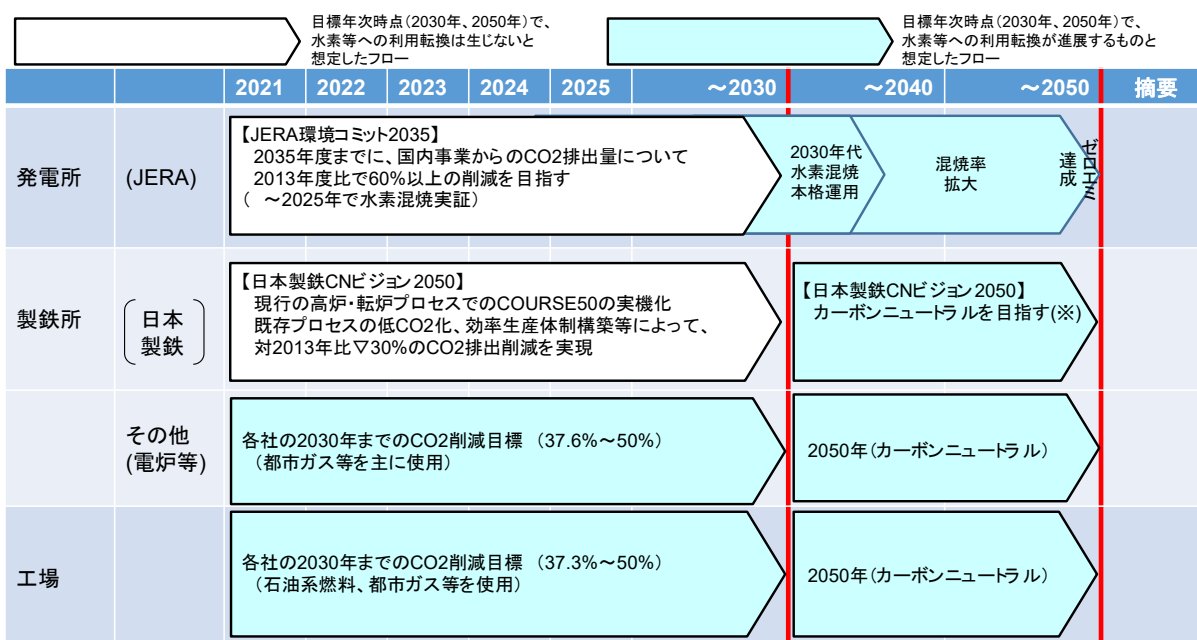 目標年次時点(2030年、2050年)で、
水素等への利用転換は生じないと
想定したフロー
目標年次時点(2030年、2050年)で、
水素等への利用転換が進展するものと
想定したフロー
2021 2022 2023 2024 2025 ～2030 ～2040 ～2050 摘要
発電所 (JERA)
【JERA環境コミット2035】
2035年度までに、国内事業からのCO2排出量について
2013年度比で60%以上の削減を目指す
( ～2025年で水素混焼実証)
2030年代
水素混焼
本格運用
混焼率
拡大
ゼロエミ
達成
製鉄所
日本
製鉄
【日本製鉄CNビジョン2050】
現行の高炉・転炉プロセスでのCOURSE50の実機化
既存プロセスの低CO2化、効率生産体制構築等によって、
対2013年比▽30%のCO2排出削減を実現
【日本製鉄CNビジョン2050】
カーボンニュートラルを目指す(※)
その他
(電炉等)
各社の2030年までのCO2削減目標 (37.6%～50%)
(都市ガス等を主に使用)
2050年(カーボンニュートラル)
工場
各社の2030年までのCO2削減目標 (37.3%～50%)
(石油系燃料、都市ガス等を使用)
2050年(カーボンニュートラル)